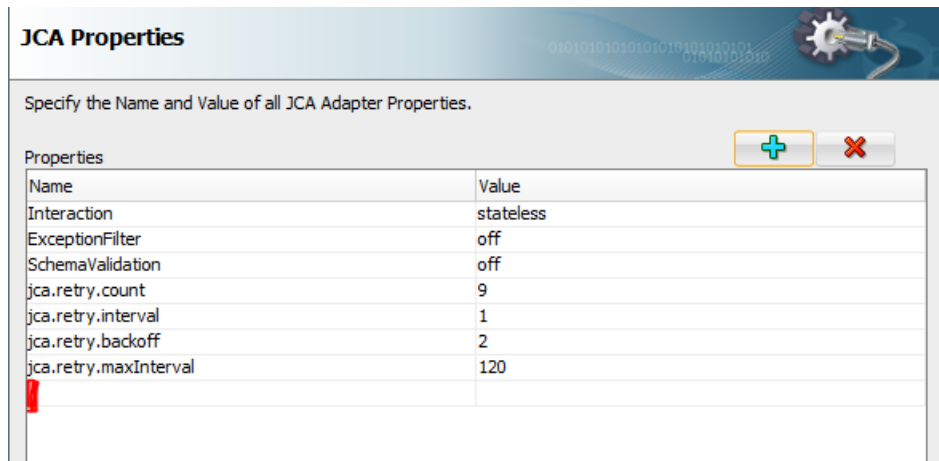 JCA Properties
Specify the Name and Value of all JCA Adapter Properties.
Properties
Name Value
Interaction stateless
ExceptionFilter off
SchemaValidation off
jca.retry.count 9
jca.retry.interval 1
jca.retry.backoff 2
jca.retry.maxInterval 120